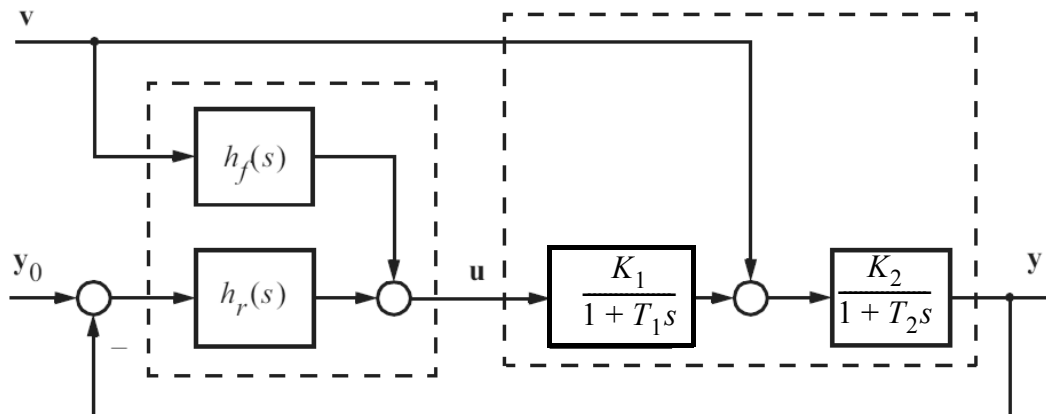 v
h_f(s)
y_0
h_r(s)
u
K_1
1 + T_1s
K_2
1 + T_2s
y
−